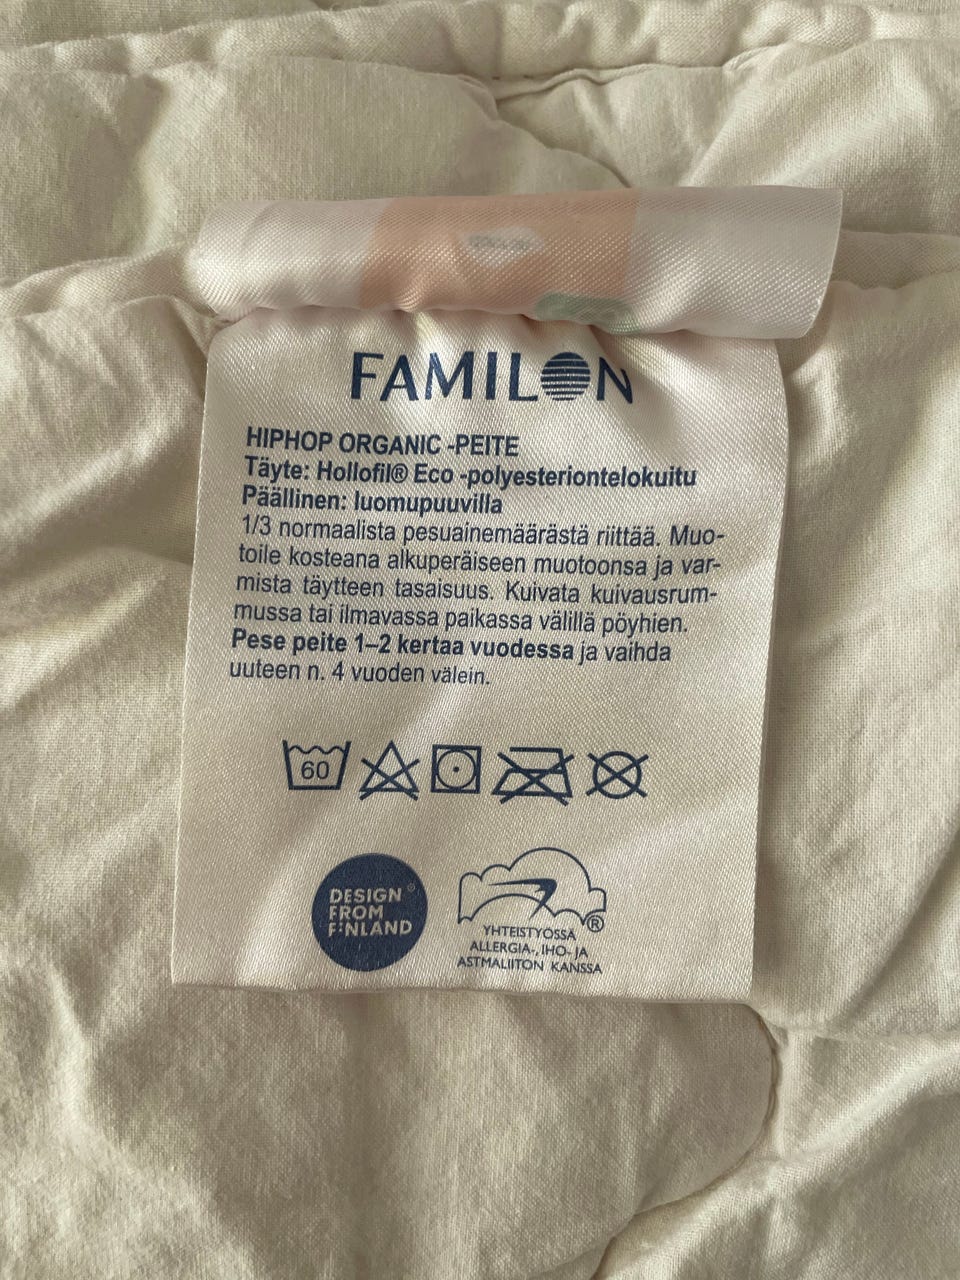 FAMILON
HIPHOP ORGANIC -PEITE
Täyte: Hollofil® Eco -polyesteriontelokuitu
Päällinen: luomupuuvilla
1/3 normaalista pesuainemäärästä riittää. Muo-
toile kosteana alkuperäiseen muotoonsa ja var-
mista täytteen tasaisuus. Kuivata kuivausrum-
mussa tai ilmavassa paikassa välillä pöyhien.
Pese peite 1–2 kertaa vuodessa ja vaihda
uuteen n. 4 vuoden välein.
60
DESIGN®
FROM
FINLAND
®
YHTEISTYÖSSÄ
ALLERGIA-, IHO- JA
ASTMALIITON KANSSA